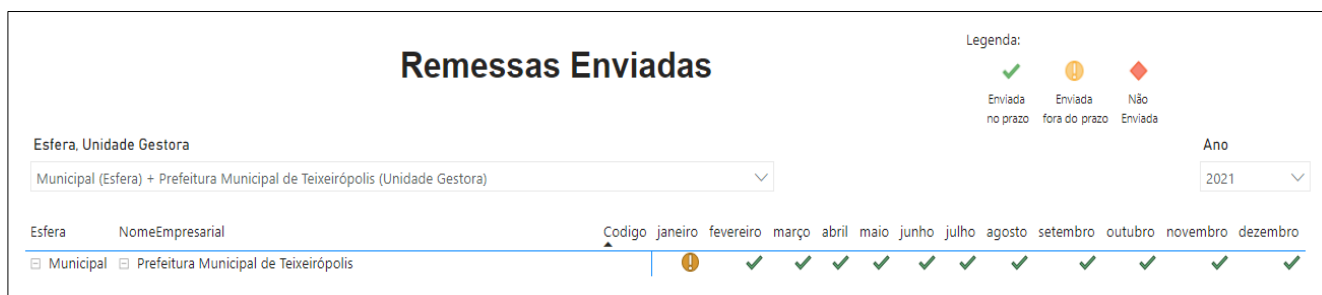 Legenda:
Remessas Enviadas
Enviada no prazo
Enviada fora do prazo
Não Enviada
Esfera, Unidade Gestora
Ano
Municipal (Esfera) + Prefeitura Municipal de Teixeirópolis (Unidade Gestora)
2021
Esfera NomeEmpresarial Codigo janeiro fevereiro março abril maio junho julho agosto setembro outubro novembro dezembro
Municipal Prefeitura Municipal de Teixeirópolis